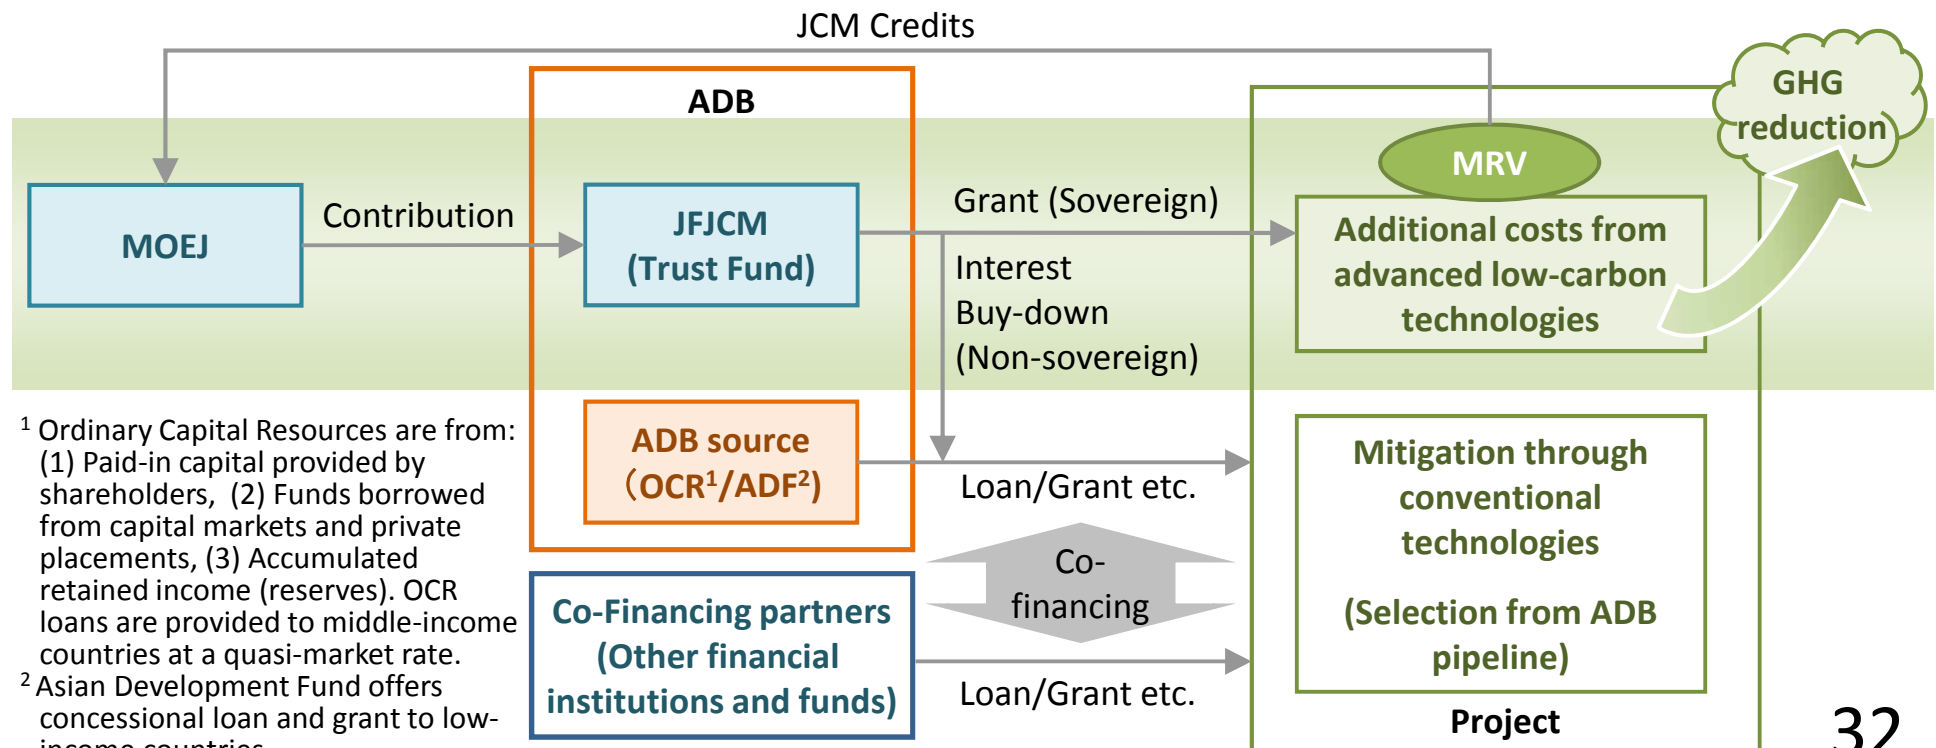 JCM Credits
ADB
GHG
reduction
MRV
MOEJ
Contribution
JFJCM
(Trust Fund)
Grant (Sovereign)
Interest
Buy-down
(Non-sovereign)
Additional costs from
advanced low-carbon
technologies
ADB source
（OCR¹/ADF²)
Loan/Grant etc.
Mitigation through
conventional
technologies
(Selection from ADB
pipeline)
Co-
financing
Co-Financing partners
(Other financial
institutions and funds)
Loan/Grant etc.
Project
¹ Ordinary Capital Resources are from:
(1) Paid-in capital provided by
shareholders, (2) Funds borrowed
from capital markets and private
placements, (3) Accumulated
retained income (reserves). OCR
loans are provided to middle-income
countries at a quasi-market rate.
² Asian Development Fund offers
concessional loan and grant to low-
income countries
32